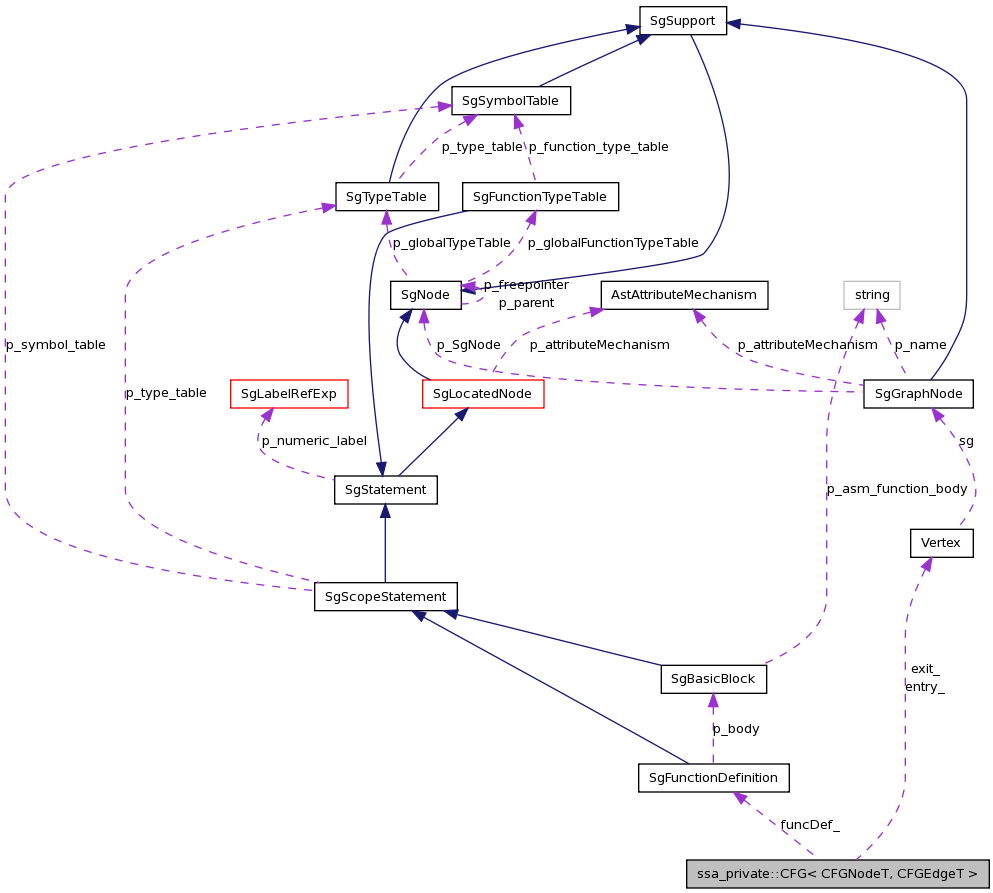 SgSupport
SgSymbolTable
p_type_table
p_function_type_table
SgTypeTable
SgFunctionTypeTable
p_globalTypeTable
p_globalFunctionTypeTable
SgNode
p_freepointer
p_parent
AstAttributeMechanism
string
p_symbol_table
p_SgNode
p_attributeMechanism
p_attributeMechanism
p_name
p_type_table
SgLabelRefExp
SgLocatedNode
SgGraphNode
p_numeric_label
sg
SgStatement
p_asm_function_body
Vertex
SgScopeStatement
SgBasicBlock
exit_
entry_
p_body
SgFunctionDefinition
funcDef_
ssa_private::CFG< CFGNodeT, CFGEdgeT >